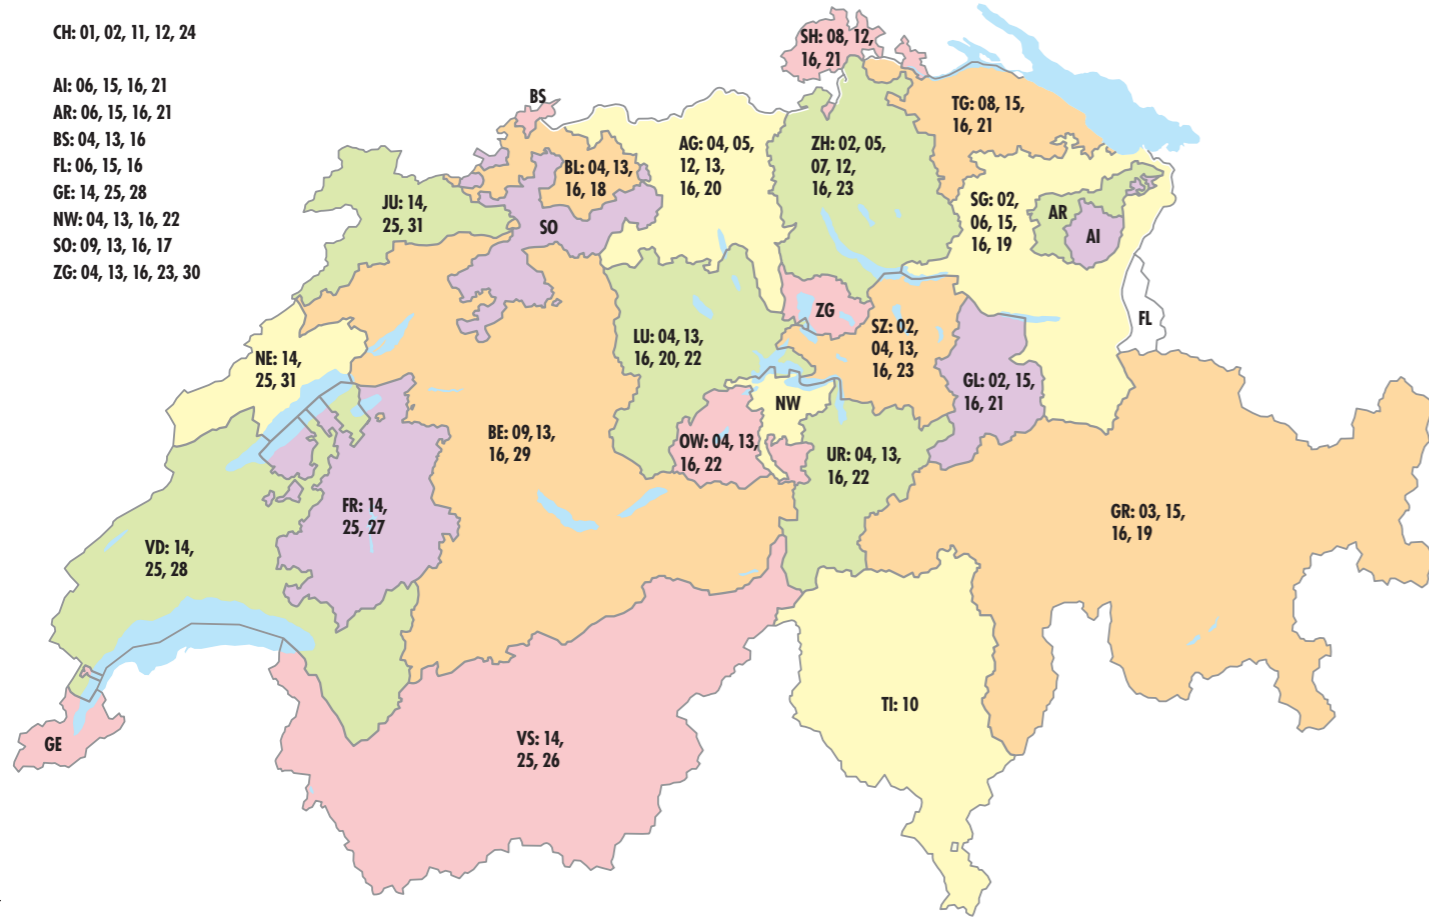 CH: 01, 02, 11, 12, 24
AI: 06, 15, 16, 21
AR: 06, 15, 16, 21
BS: 04, 13, 16
FL: 06, 15, 16
GE: 14, 25, 28
NW: 04, 13, 16, 22
SO: 09, 13, 16, 17
ZG: 04, 13, 16, 23, 30
SH: 08, 12,
16, 21
BS
TG: 08, 15,
16, 21
AG: 04, 05,
12, 13,
16, 20
ZH: 02, 05,
07, 12,
16, 23
BL: 04, 13,
16, 18
JU: 14,
25, 31
SO
SG: 02,
06, 15,
16, 19
AR
AI
ZG
FL
LU: 04, 13,
16, 20, 22
SZ: 02,
04, 13,
16, 23
NE: 14,
25, 31
GL: 02, 15,
16, 21
NW
BE: 09, 13,
16, 29
OW: 04, 13,
16, 22
UR: 04, 13,
16, 22
FR: 14,
25, 27
GR: 03, 15,
16, 19
VD: 14,
25, 28
TI: 10
GE
VS: 14,
25, 26